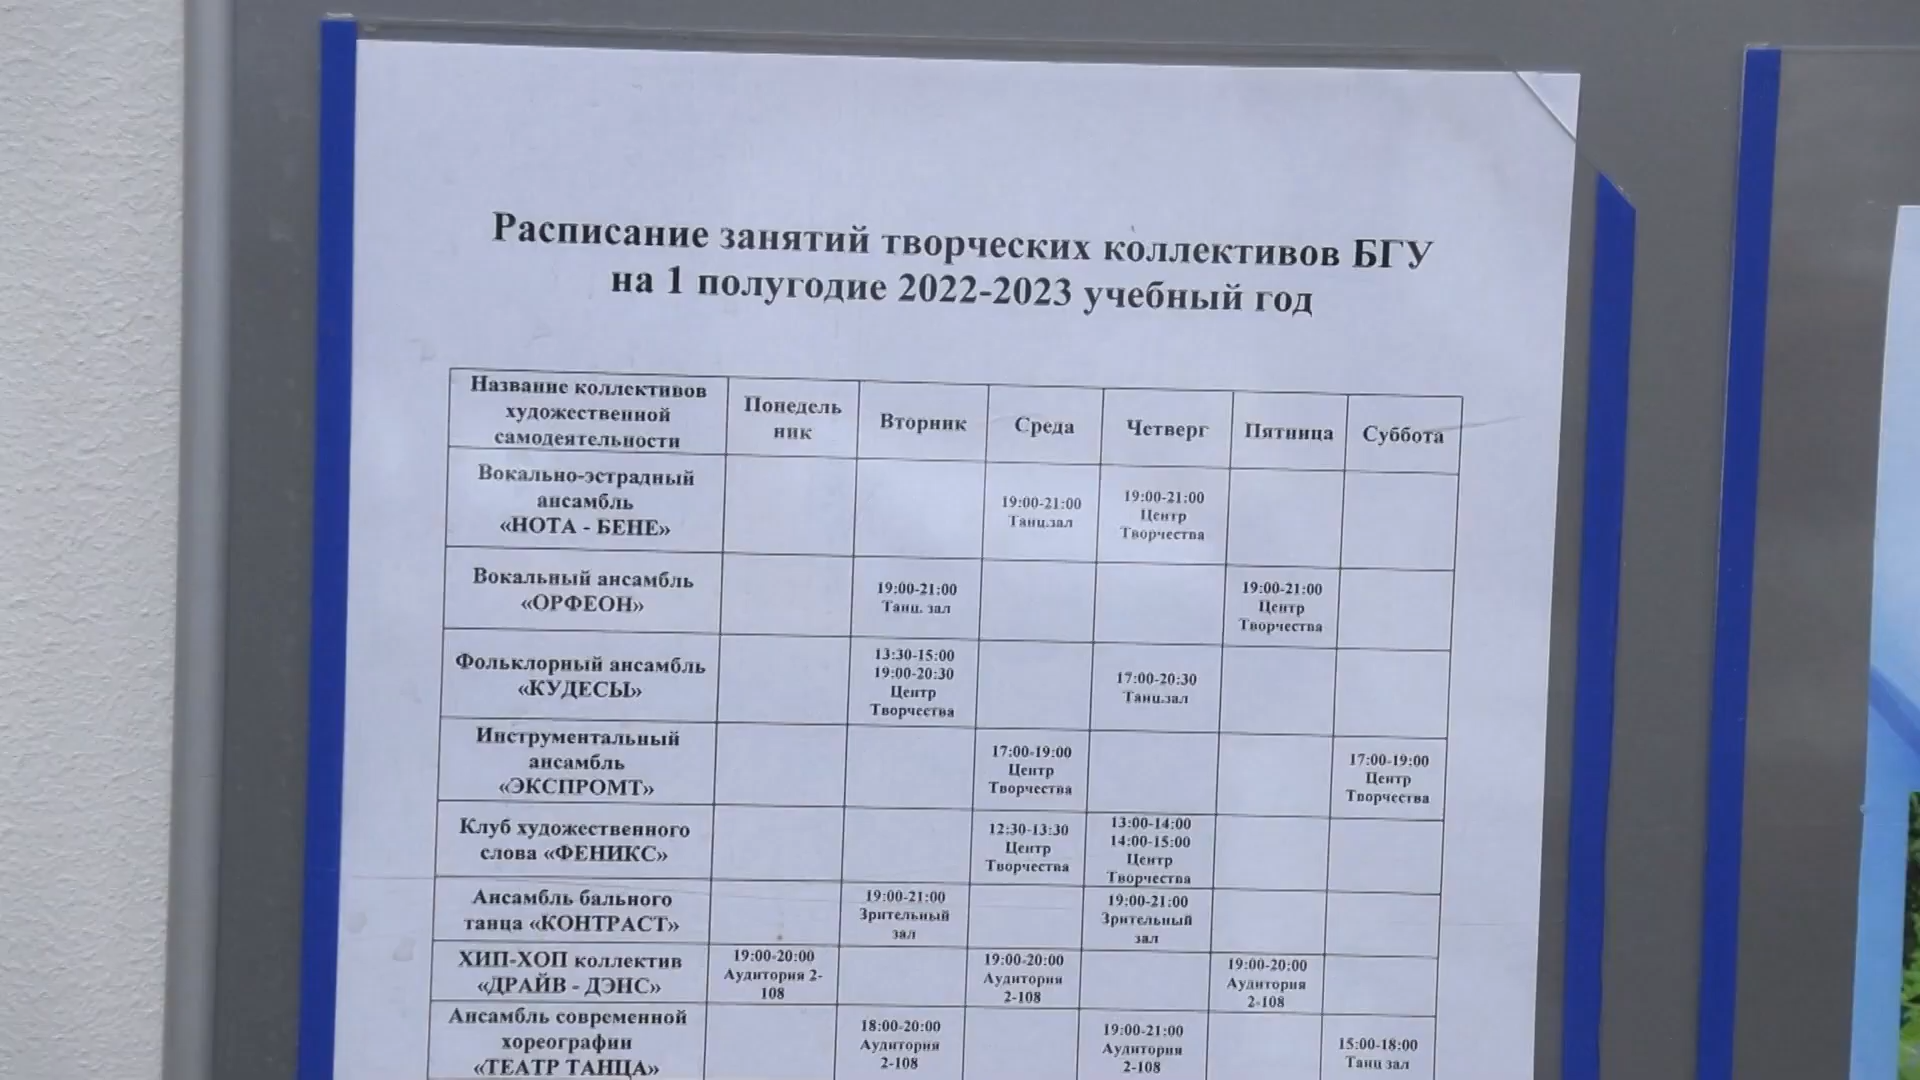 Расписание занятий творческих коллективов БГУ
на 1 полугодие 2022-2023 учебный год
Название коллективов
художественной
самодеятельности
Понедель
ник
Вторник
Среда
Четверг
Пятница
Суббота
Вокально-эстрадный
ансамбль
«НОТА - БЕНЕ»
19:00-21:00
Танц.зал
19:00-21:00
Центр
Творчества
Вокальный ансамбль
«ОРФЕОН»
19:00-21:00
Танц. зал
19:00-21:00
Центр
Творчества
Фольклорный ансамбль
«КУДЕСЫ»
13:30-15:00
19:00-20:30
Центр
Творчества
17:00-20:30
Танц.зал
Инструментальный
ансамбль
«ЭКСПРОМТ»
17:00-19:00
Центр
Творчества
17:00-19:00
Центр
Творчества
Клуб художественного
слова «ФЕНИКС»
12:30-13:30
Центр
Творчества
13:00-14:00
14:00-15:00
Центр
Творчества
Ансамбль бального
танца «КОНТРАСТ»
19:00-21:00
Зрительный
зал
19:00-21:00
Зрительный
зал
ХИП-ХОП коллектив
«ДРАЙВ - ДЭНС»
19:00-20:00
Аудитория 2-
108
19:00-20:00
Аудитория
2-108
19:00-20:00
Аудитория
2-108
Ансамбль современной
хореографии
«ТЕАТР ТАНЦА»
18:00-20:00
Аудитория
2-108
19:00-21:00
Аудитория
2-108
15:00-18:00
Танц зал